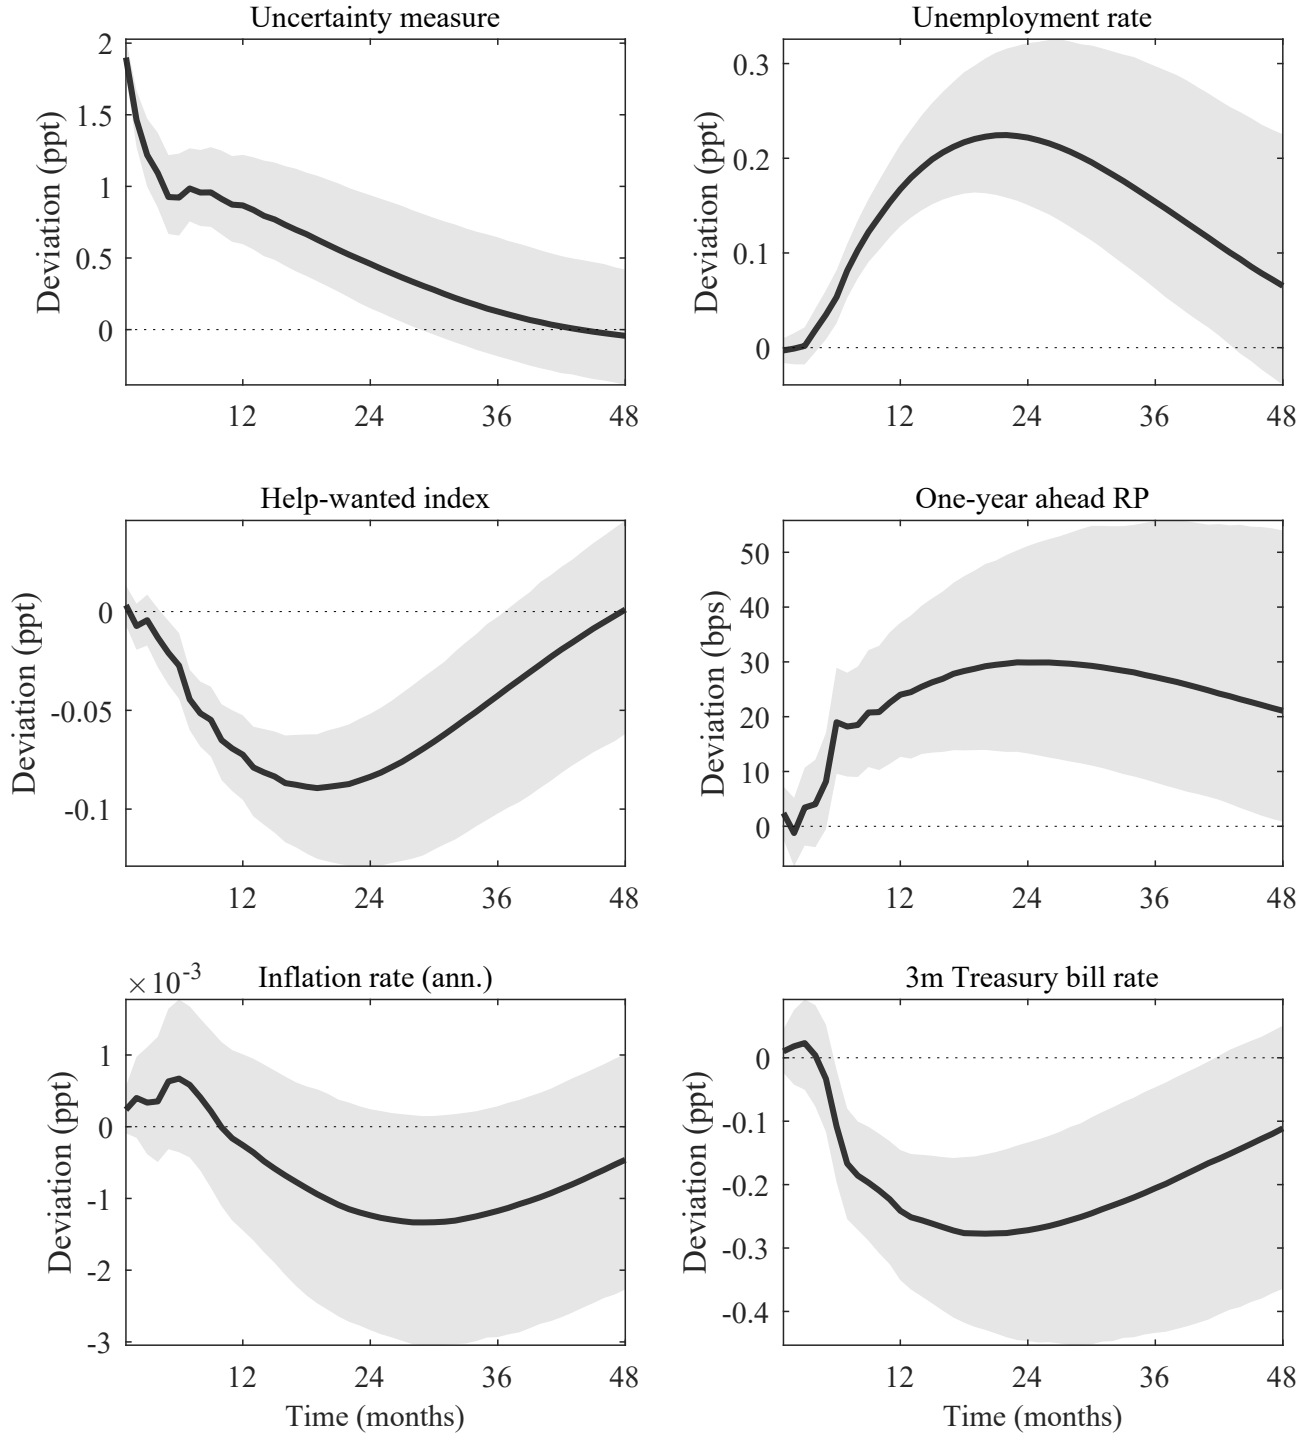 Uncertainty measure
Deviation (ppt)
2
1.5
1
0.5
0
12 24 36 48
Unemployment rate
Deviation (ppt)
0.3
0.2
0.1
0
12 24 36 48
Help-wanted index
Deviation (ppt)
0
-0.05
-0.1
12 24 36 48
One-year ahead RP
Deviation (bps)
50
40
30
20
10
0
12 24 36 48
×10^-3
Inflation rate (ann.)
Deviation (ppt)
1
0
-1
-2
-3
12 24 36 48
Time (months)
3m Treasury bill rate
Deviation (ppt)
0
-0.1
-0.2
-0.3
-0.4
12 24 36 48
Time (months)